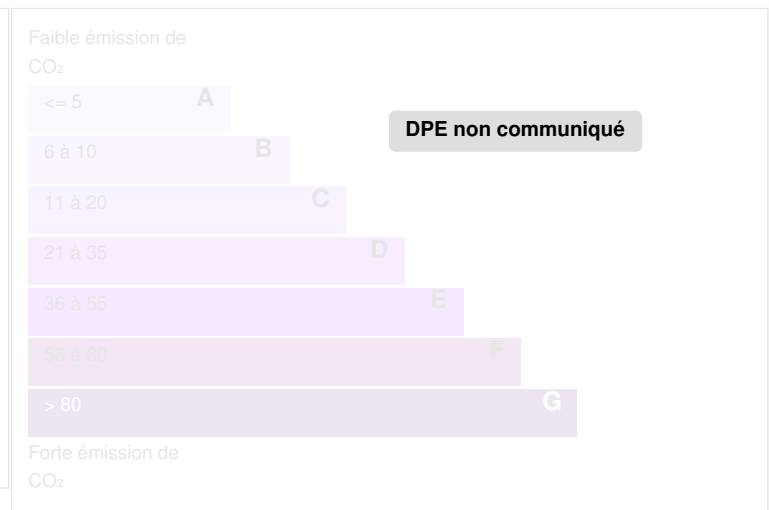 Faible émission de
CO₂
<= 5 A
DPE non communiqué
6 à 10 B
11 à 20 C
21 à 35 D
36 à 55 E
56 à 80 F
> 80 G
Forte émission de
CO₂